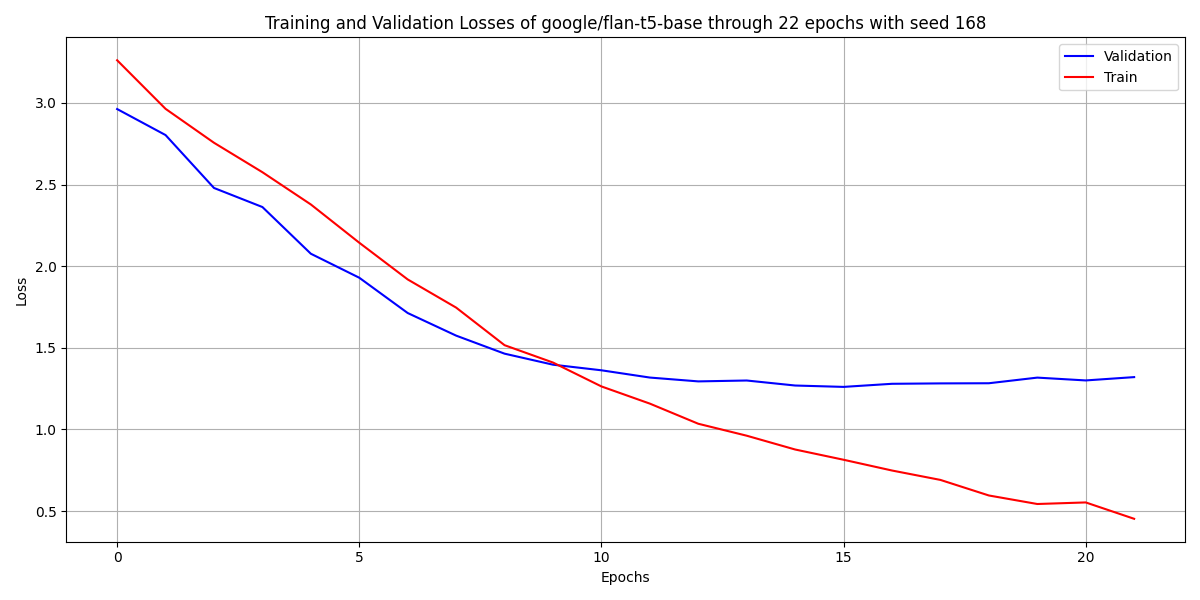 Training and Validation Losses of google/flan-t5-base through 22 epochs with seed 168
Validation
Train
3.0
2.5
2.0
1.5
1.0
0.5
Loss
0 5 10 15 20
Epochs